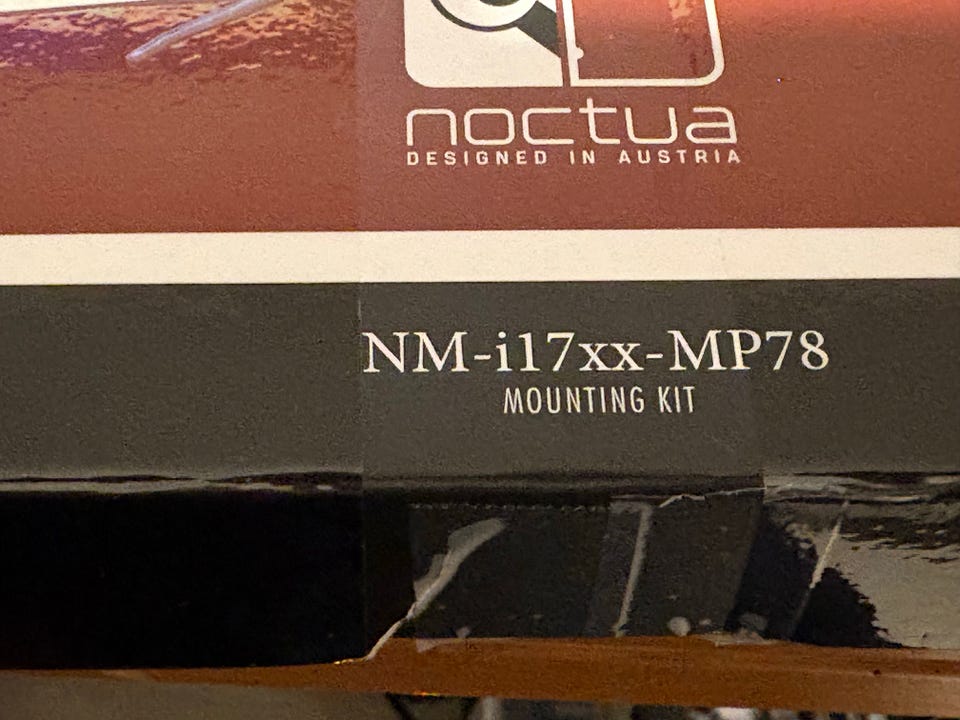 noctua
DESIGNED IN AUSTRIA
NM-i17xx-MP78
MOUNTING KIT